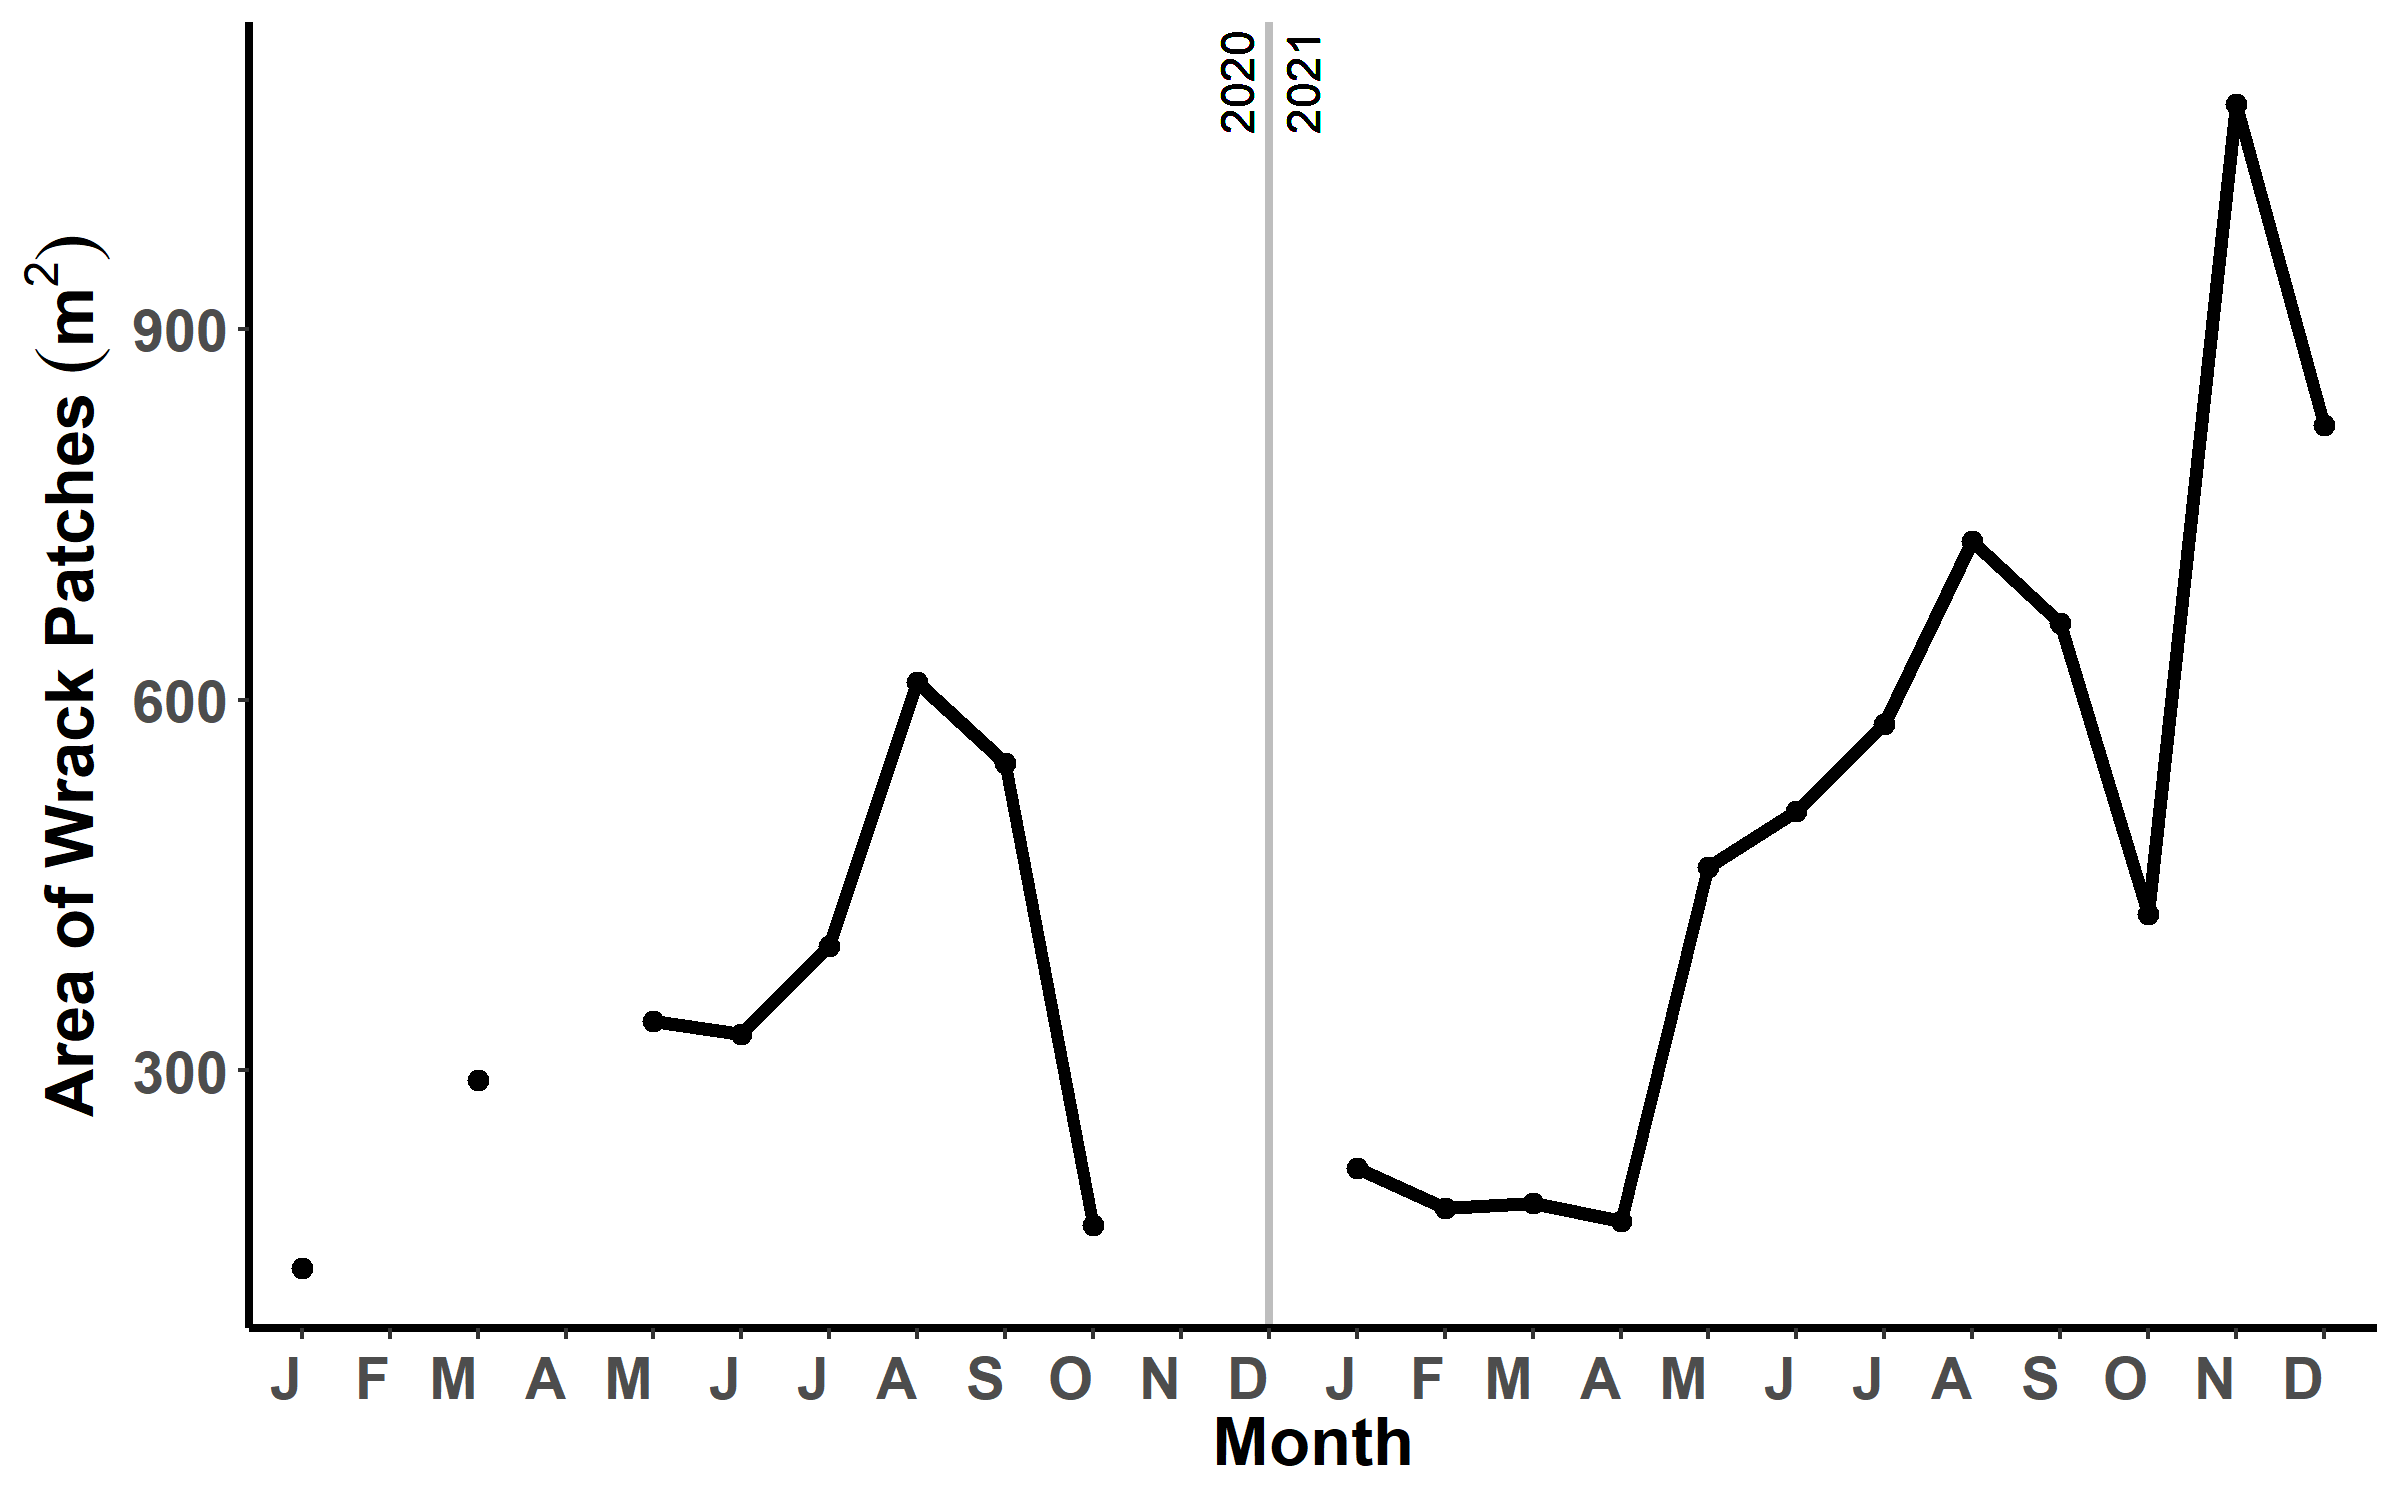 Area of Wrack Patches (m²)
900
600
300
2020
2021
J F M A M J J A S O N D J F M A M J J A S O N D
Month